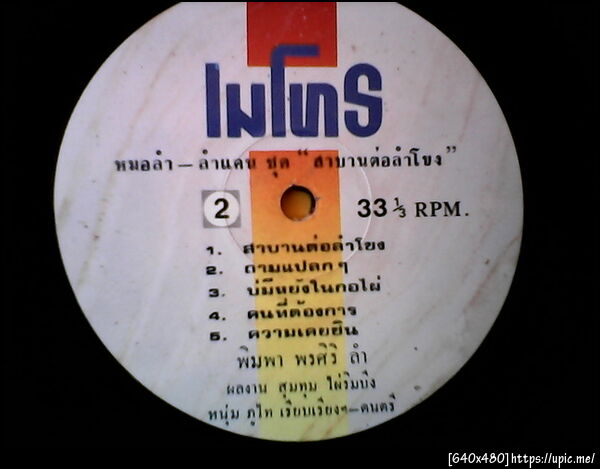 ไมโทร
หมอลำ – ลำแคน ชุด "สาบานต่อลำโขง"
2
33 ⅓ RPM.
1. สาบานต่อลำโขง
2. ถามแปลกๆ
3. บ่มีหยังในกอไผ่
4. คนที่ต้องการ
5. ความเคยยิน
พิมพา พรศิริ ลำ
ผลงาน สุมทุม ไผ่ริมบึง
หนุ่ม ภูไท เรียบเรียงฯ–ดนตรี
[640x480]https://upic.me/